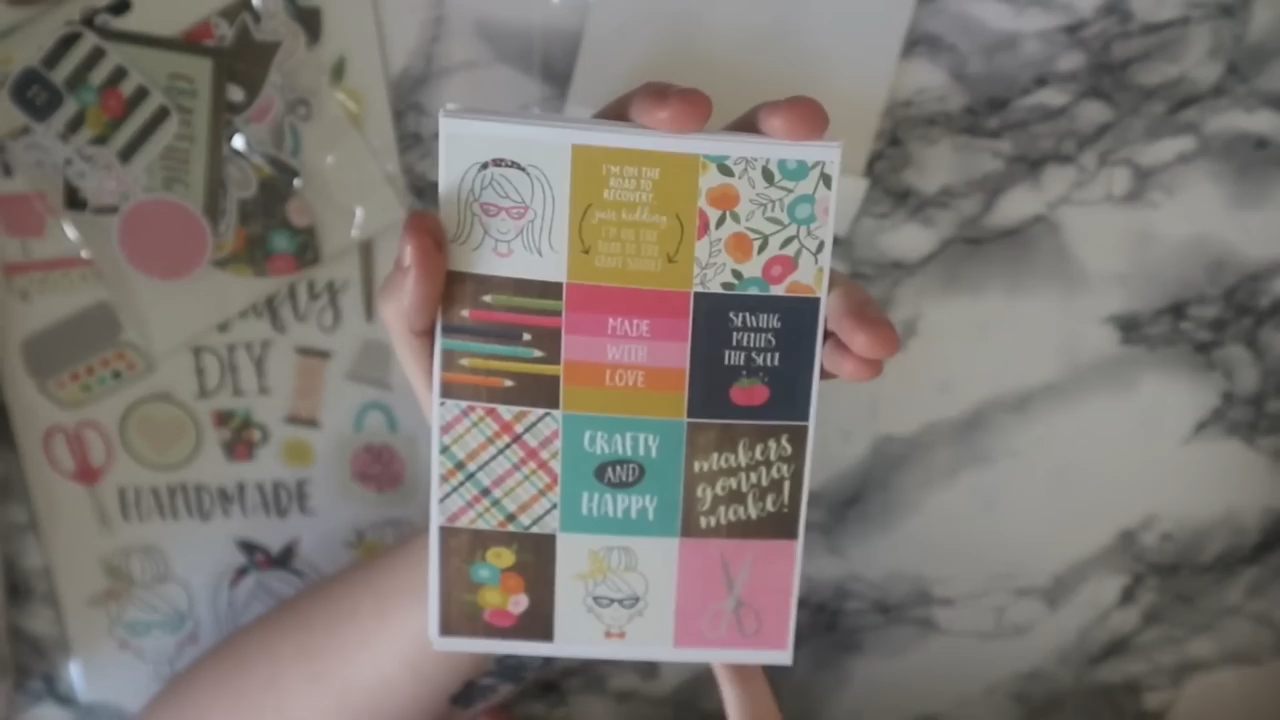 I'M ON THE
ROAD TO
RECOVERY.
just kidding
I'M ON THE
ROAD TO THE
CRAFT STORE!
MADE
WITH
LOVE
SEWING
MENDS
THE SOUL
CRAFTY
AND
HAPPY
makers
gonna
make!
Crafty
DIY
HANDMADE